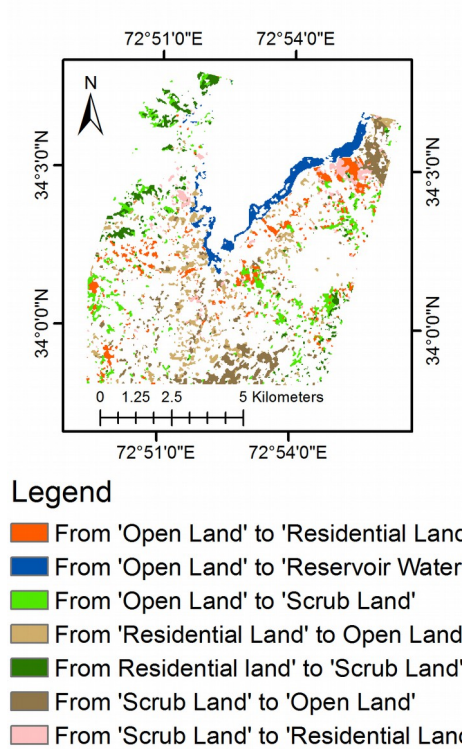 72°51'0"E 72°54'0"E
N
34°3'0"N 34°3'0"N
34°0'0"N 34°0'0"N
0 1.25 2.5 5 Kilometers
72°51'0"E 72°54'0"E
Legend
From 'Open Land' to 'Residential Land
From 'Open Land' to 'Reservoir Water
From 'Open Land' to 'Scrub Land'
From 'Residential Land' to Open Land
From Residential land' to 'Scrub Land'
From 'Scrub Land' to 'Open Land'
From 'Scrub Land' to 'Residential Land